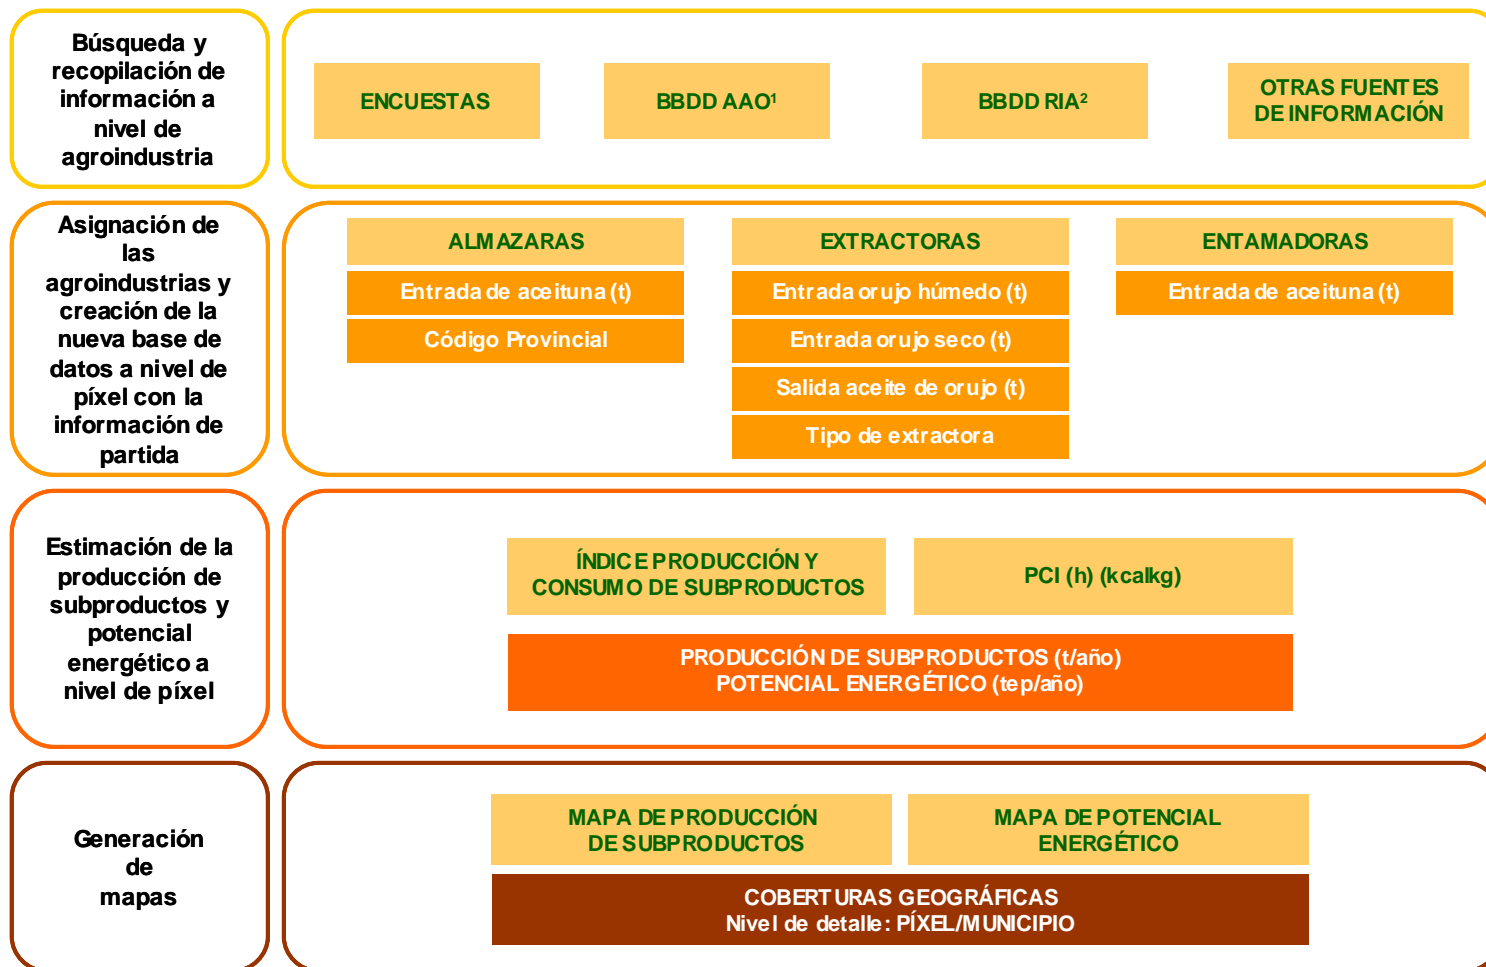 Búsqueda y
recopilación de
información a
nivel de
agroindustria
ENCUESTAS
BBDD AAO¹
BBDD RIA²
OTRAS FUENTES
DE INFORMACIÓN
Asignación de
las
agroindustrias y
creación de la
nueva base de
datos a nivel de
píxel con la
información de
partida
ALMAZARAS
Entrada de aceituna (t)
Código Provincial
EXTRACTORAS
Entrada orujo húmedo (t)
Entrada orujo seco (t)
Salida aceite de orujo (t)
Tipo de extractora
ENTAMADORAS
Entrada de aceituna (t)
Estimación de la
producción de
subproductos y
potencial
energético a
nivel de píxel
ÍNDICE PRODUCCIÓN Y
CONSUMO DE SUBPRODUCTOS
PCI (h) (kcalkg)
PRODUCCIÓN DE SUBPRODUCTOS (t/año)
POTENCIAL ENERGÉTICO (tep/año)
Generación
de
mapas
MAPA DE PRODUCCIÓN
DE SUBPRODUCTOS
MAPA DE POTENCIAL
ENERGÉTICO
COBERTURAS GEOGRÁFICAS
Nivel de detalle: PÍXEL/MUNICIPIO